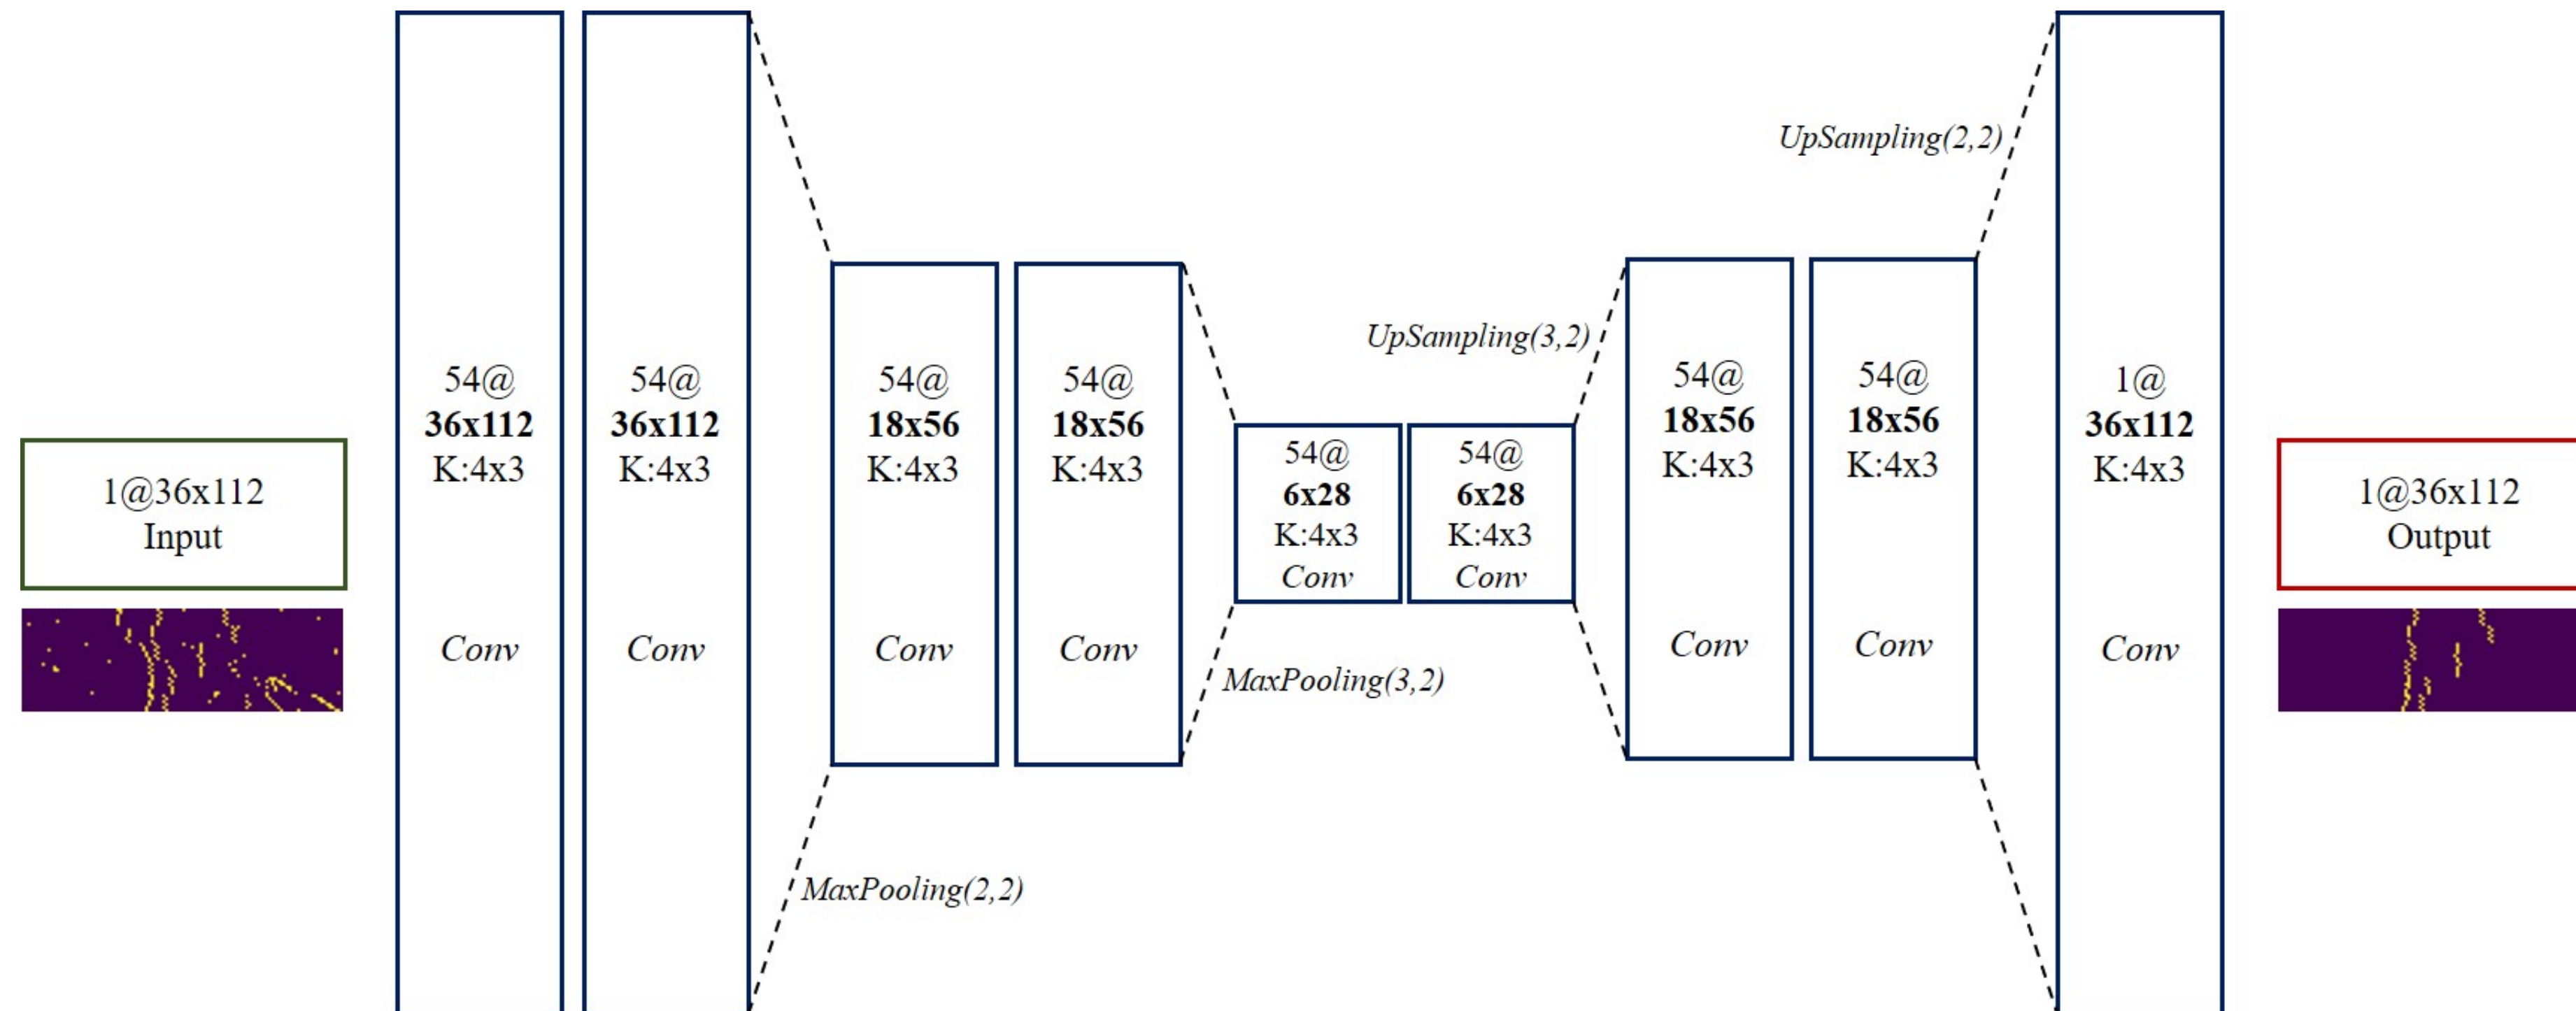 1@36x112
Input
54@
36x112
K:4x3
Conv
54@
36x112
K:4x3
Conv
MaxPooling(2,2)
54@
18x56
K:4x3
Conv
54@
18x56
K:4x3
Conv
MaxPooling(3,2)
54@
6x28
K:4x3
Conv
54@
6x28
K:4x3
Conv
UpSampling(3,2)
54@
18x56
K:4x3
Conv
54@
18x56
K:4x3
Conv
UpSampling(2,2)
1@
36x112
K:4x3
Conv
1@36x112
Output